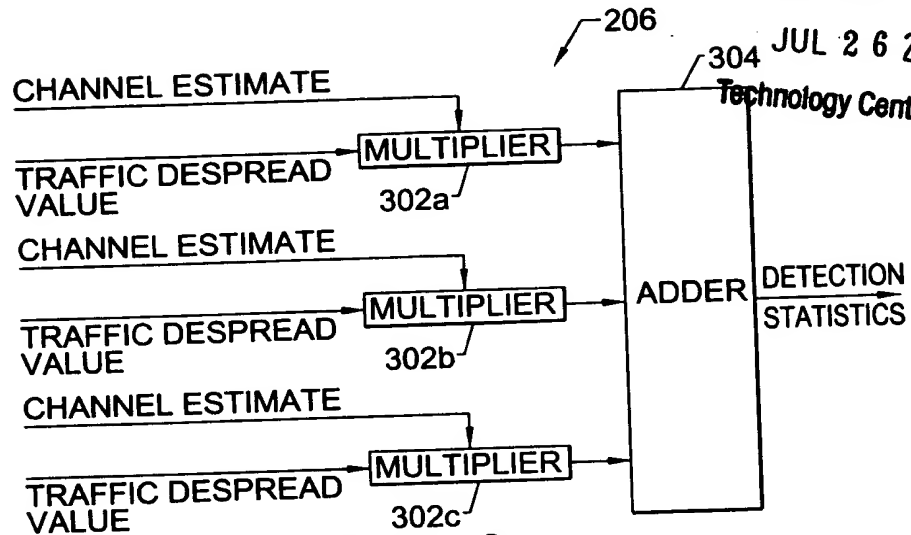 206
304
JUL 2 6 2
Technology Cent
CHANNEL ESTIMATE
MULTIPLIER
TRAFFIC DESPREAD
VALUE
302a
CHANNEL ESTIMATE
MULTIPLIER
TRAFFIC DESPREAD
VALUE
302b
ADDER
DETECTION
STATISTICS
CHANNEL ESTIMATE
MULTIPLIER
TRAFFIC DESPREAD
VALUE
302c